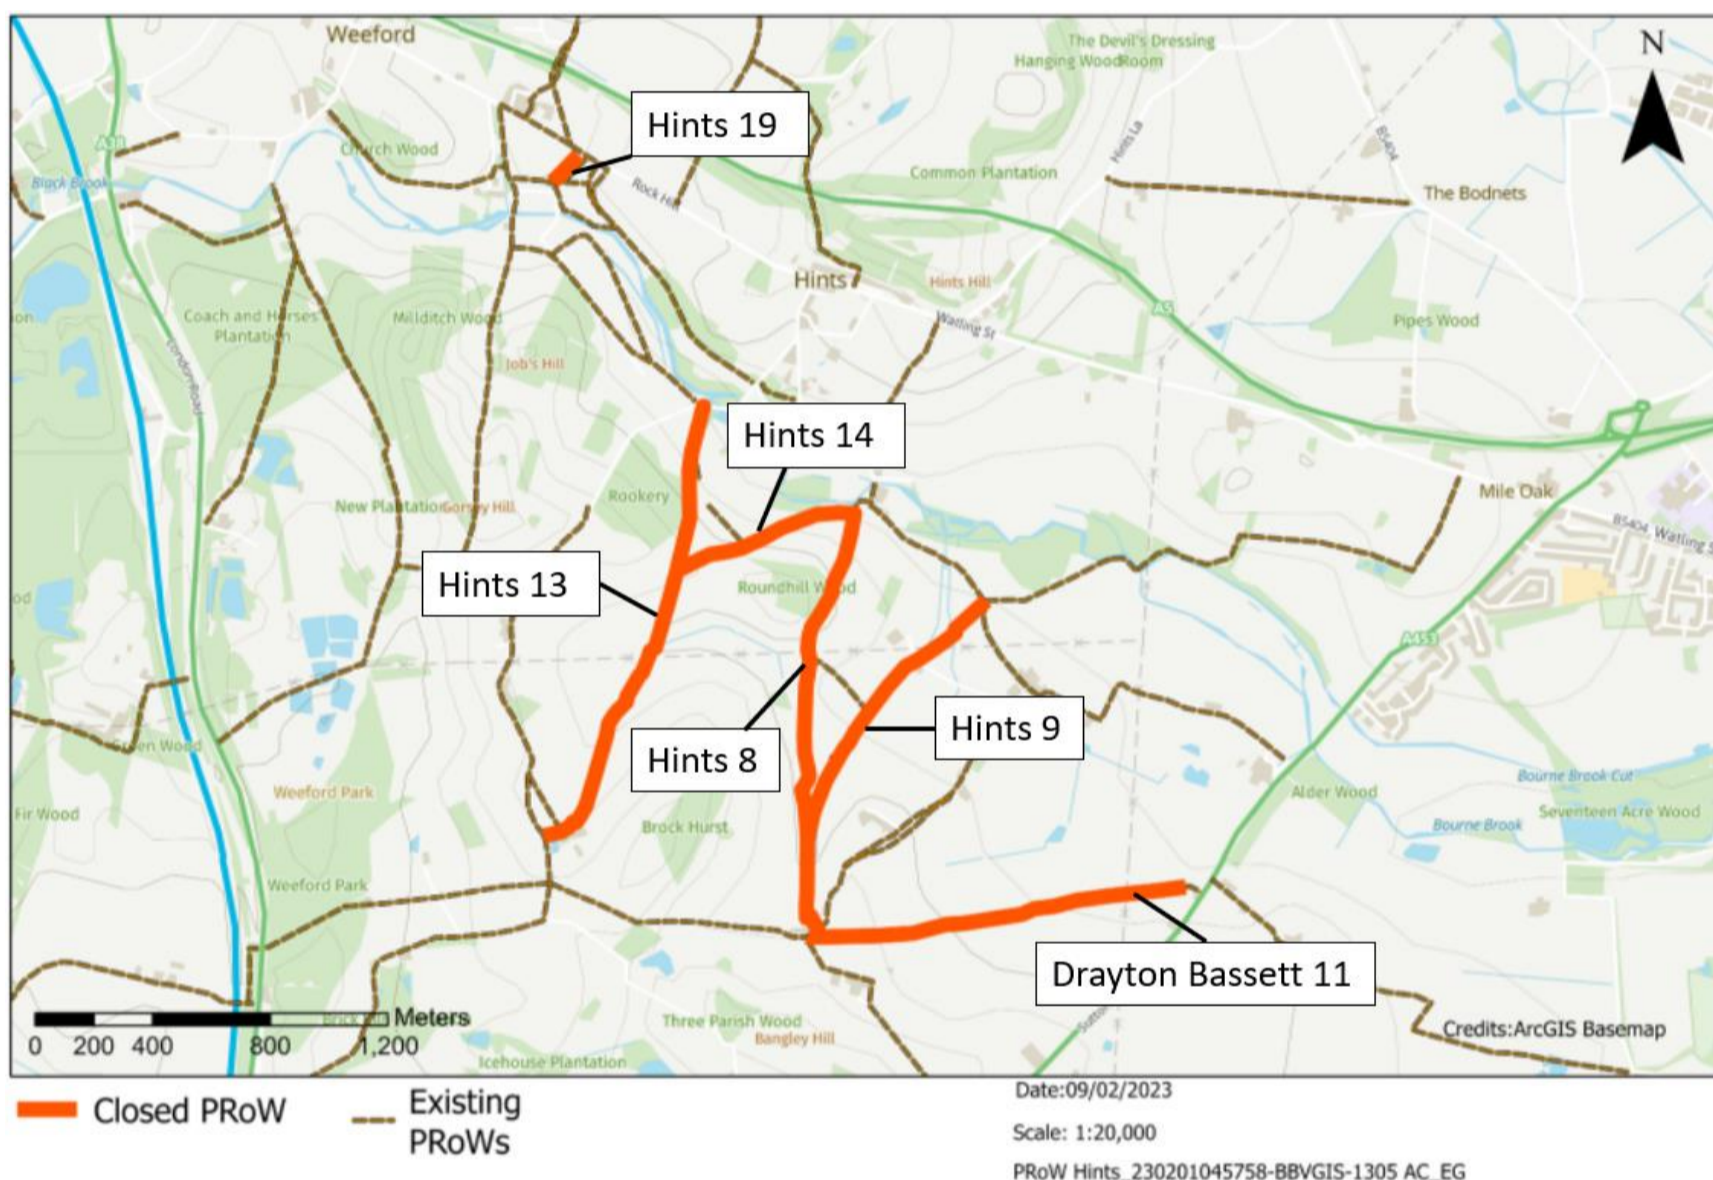 Weeford
The Devil's Dressing
Hanging Wood Room
N
Hints 19
A38
Church Wood
B5404
Hints La
Black Brook
Common Plantation
Rock Hill
The Bodnets
Hints
Hints Hill
A5
Coach and Horses
Plantation
Millditch Wood
Watling St
Pipes Wood
London Road
Job's Hill
Hints 14
Rookery
Mile Oak
New Plantation
Gorsey Hill
B5404 Watling S
Hints 13
Roundhill Wood
A453
Hints 9
Hints 8
Green Wood
Bourne Brook Cut
Weeford Park
Alder Wood
Fir Wood
Seventeen Acre Wood
Brock Hurst
Bourne Brook
Weeford Park
Drayton Bassett 11
Meters
Three Parish Wood
Bangley Hill
Sutton
Credits:ArcGIS Basemap
0 200 400 800 1,200
Icehouse Plantation
Closed PRoW
Existing
PRoWs
Date:09/02/2023
Scale: 1:20,000
PRoW Hints_230201045758-BBVGIS-1305 AC_EG